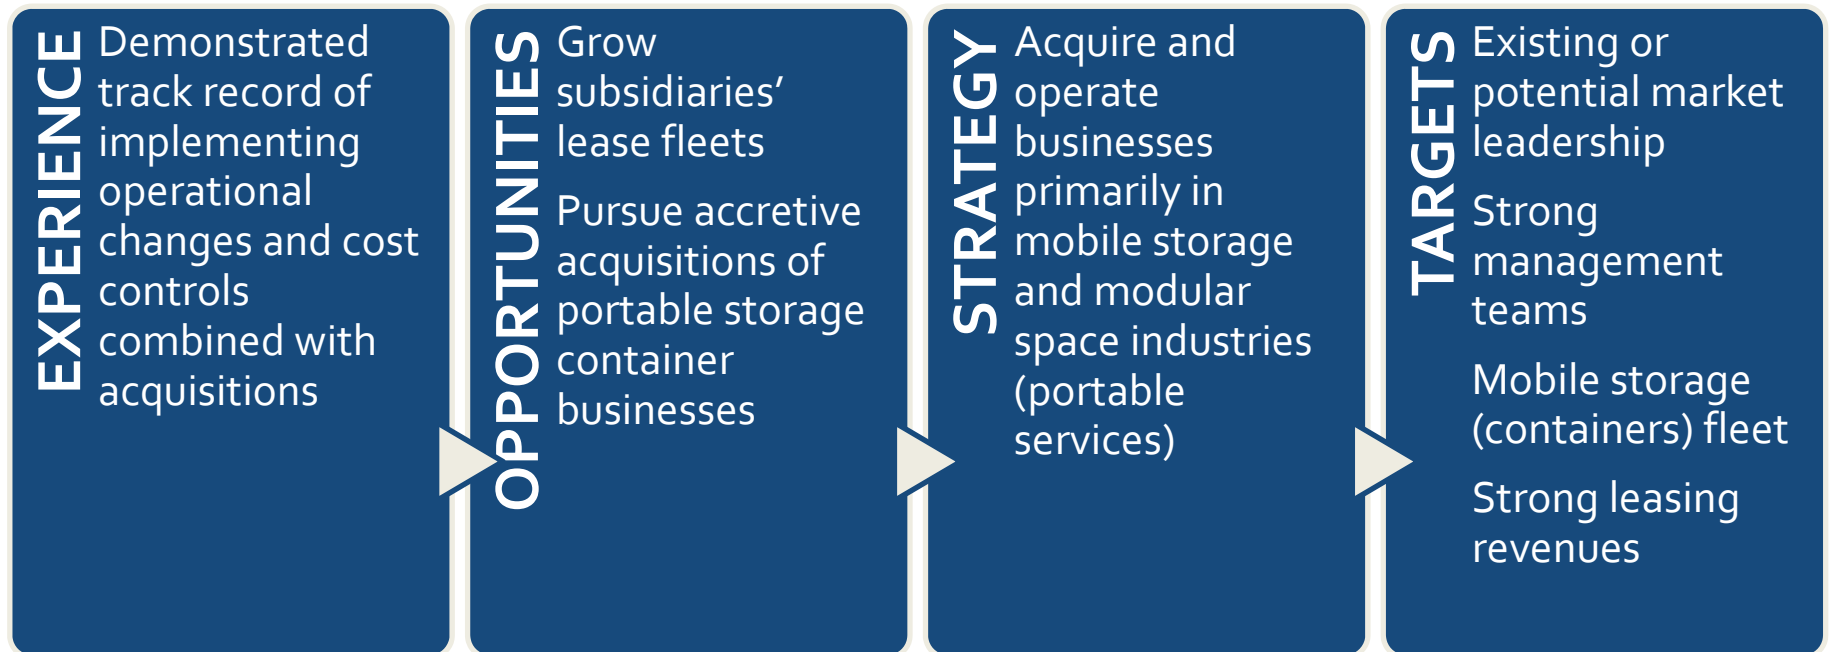 EXPERIENCE
Demonstrated
track record of
implementing
operational
changes and cost
controls
combined with
acquisitions
OPPORTUNITIES
Grow
subsidiaries’
lease fleets
Pursue accretive
acquisitions of
portable storage
container
businesses
STRATEGY
Acquire and
operate
businesses
primarily in
mobile storage
and modular
space industries
(portable
services)
TARGETS
Existing or
potential market
leadership
Strong
management
teams
Mobile storage
(containers) fleet
Strong leasing
revenues